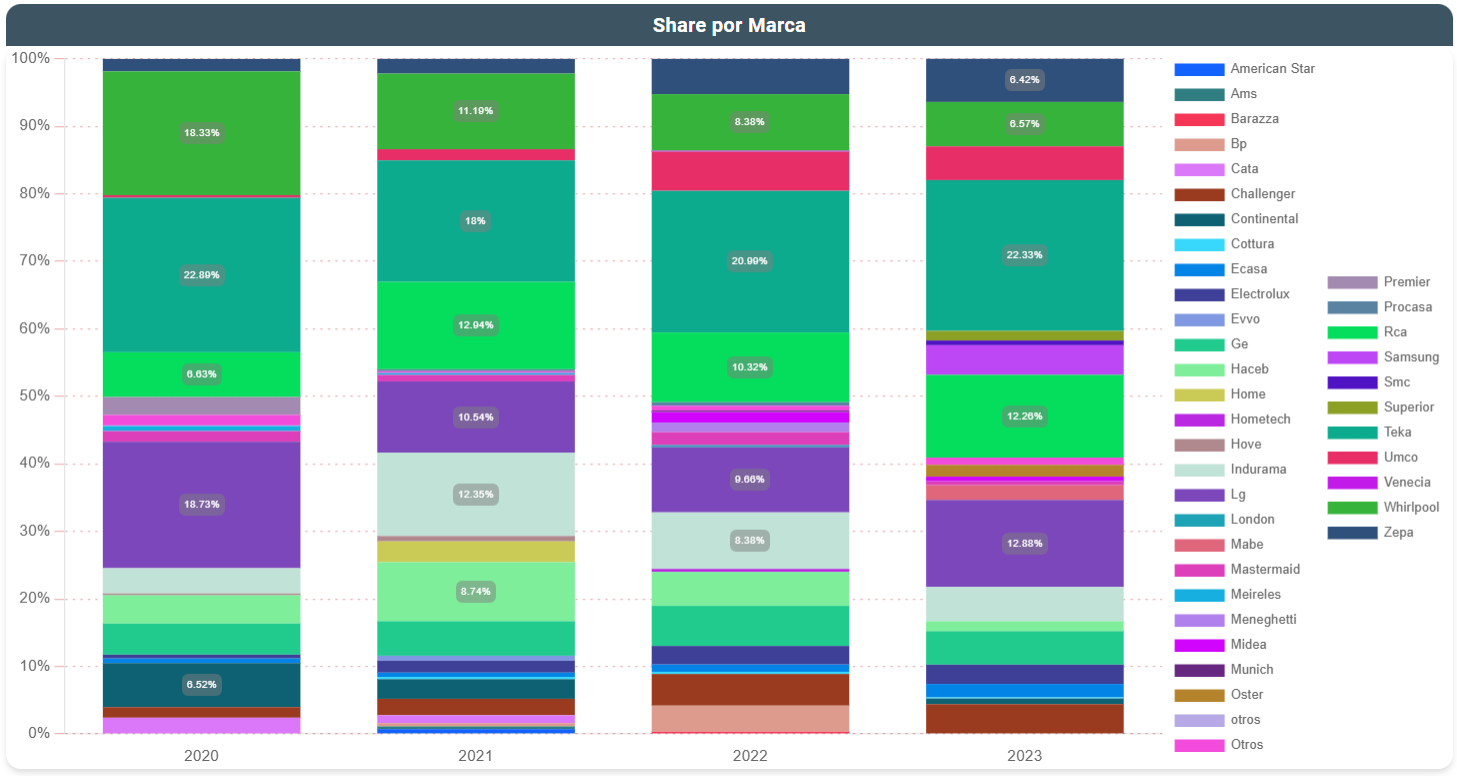 Share por Marca
100%
90%
80%
70%
60%
50%
40%
30%
20%
10%
0%
18.33%
22.89%
6.63%
18.73%
6.52%
11.19%
18%
12.94%
10.54%
12.35%
8.74%
8.38%
20.99%
10.32%
9.66%
8.38%
6.42%
6.57%
22.33%
12.26%
12.88%
2020
2021
2022
2023
American Star
Ams
Barazza
Bp
Cata
Challenger
Continental
Cottura
Ecasa
Electrolux
Evvo
Ge
Haceb
Home
Hometech
Hove
Indurama
Lg
London
Mabe
Mastermaid
Meireles
Meneghetti
Midea
Munich
Oster
otros
Otros
Premier
Procasa
Rca
Samsung
Smc
Superior
Teka
Umco
Venecia
Whirlpool
Zepa